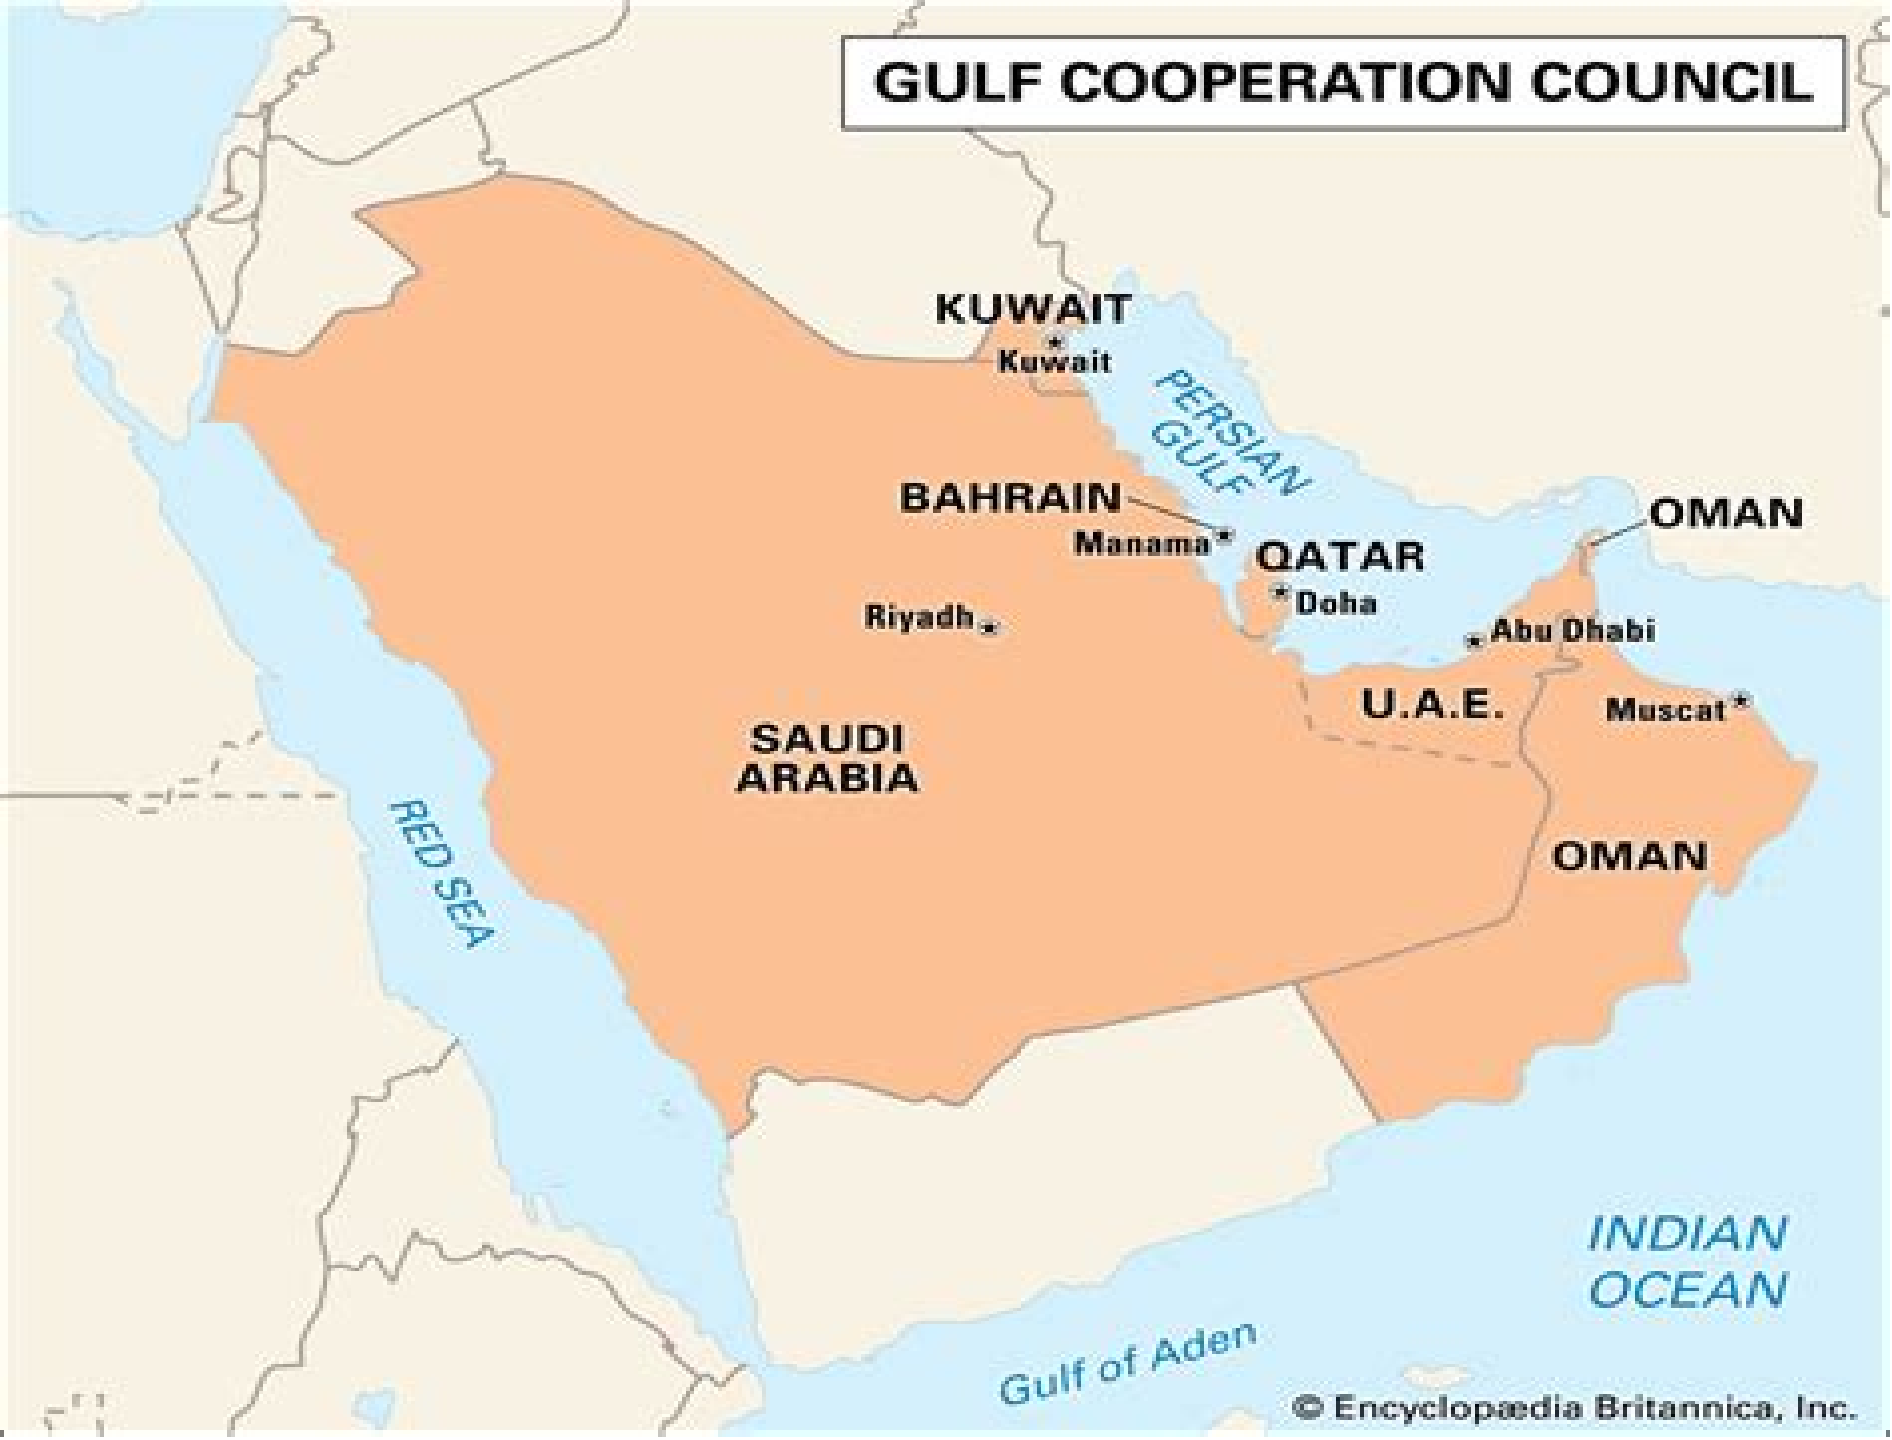 GULF COOPERATION COUNCIL
KUWAIT
Kuwait
PERSIAN
GULF
BAHRAIN
Manama
QATAR
Doha
OMAN
Riyadh
Abu Dhabi
U.A.E.
Muscat
SAUDI
ARABIA
RED SEA
OMAN
INDIAN
OCEAN
Gulf of Aden
© Encyclopædia Britannica, Inc.